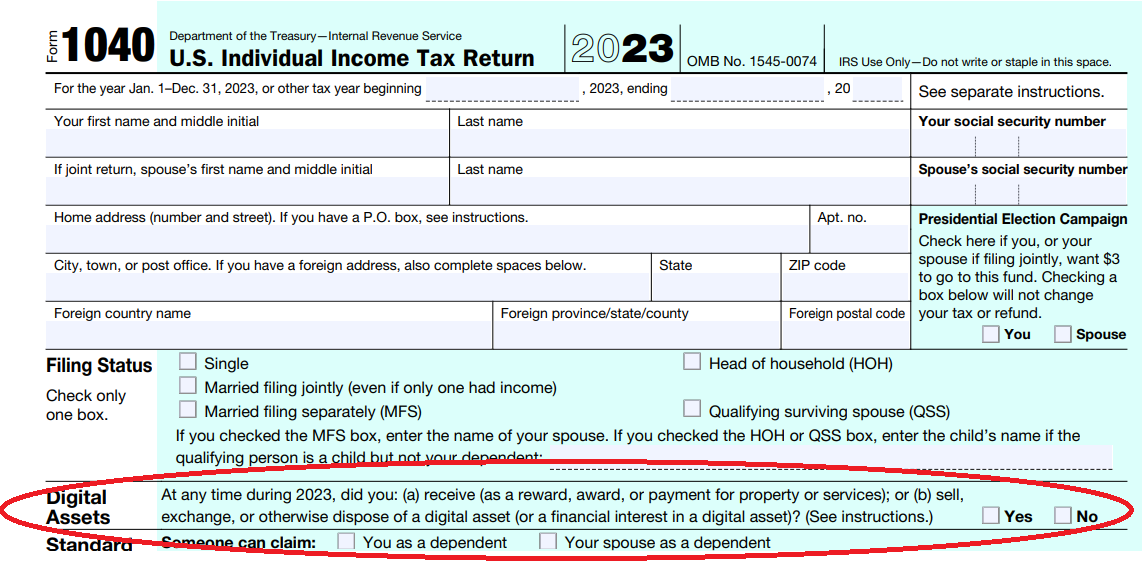 Form 1040 Department of the Treasury—Internal Revenue Service
U.S. Individual Income Tax Return 2023 OMB No. 1545-0074 IRS Use Only—Do not write or staple in this space.
For the year Jan. 1–Dec. 31, 2023, or other tax year beginning , 2023, ending , 20 See separate instructions.
Your first name and middle initial Last name Your social security number
If joint return, spouse's first name and middle initial Last name Spouse's social security number
Home address (number and street). If you have a P.O. box, see instructions. Apt. no.
City, town, or post office. If you have a foreign address, also complete spaces below. State ZIP code
Foreign country name Foreign province/state/county Foreign postal code
Presidential Election Campaign
Check here if you, or your
spouse if filing jointly, want $3
to go to this fund. Checking a
box below will not change
your tax or refund.
You Spouse
Filing Status
Check only
one box.
Single Head of household (HOH)
Married filing jointly (even if only one had income)
Married filing separately (MFS) Qualifying surviving spouse (QSS)
If you checked the MFS box, enter the name of your spouse. If you checked the HOH or QSS box, enter the child's name if the
qualifying person is a child but not your dependent:
Digital
Assets
At any time during 2023, did you: (a) receive (as a reward, award, or payment for property or services); or (b) sell,
exchange, or otherwise dispose of a digital asset (or a financial interest in a digital asset)? (See instructions.) Yes No
Standard Someone can claim: You as a dependent Your spouse as a dependent